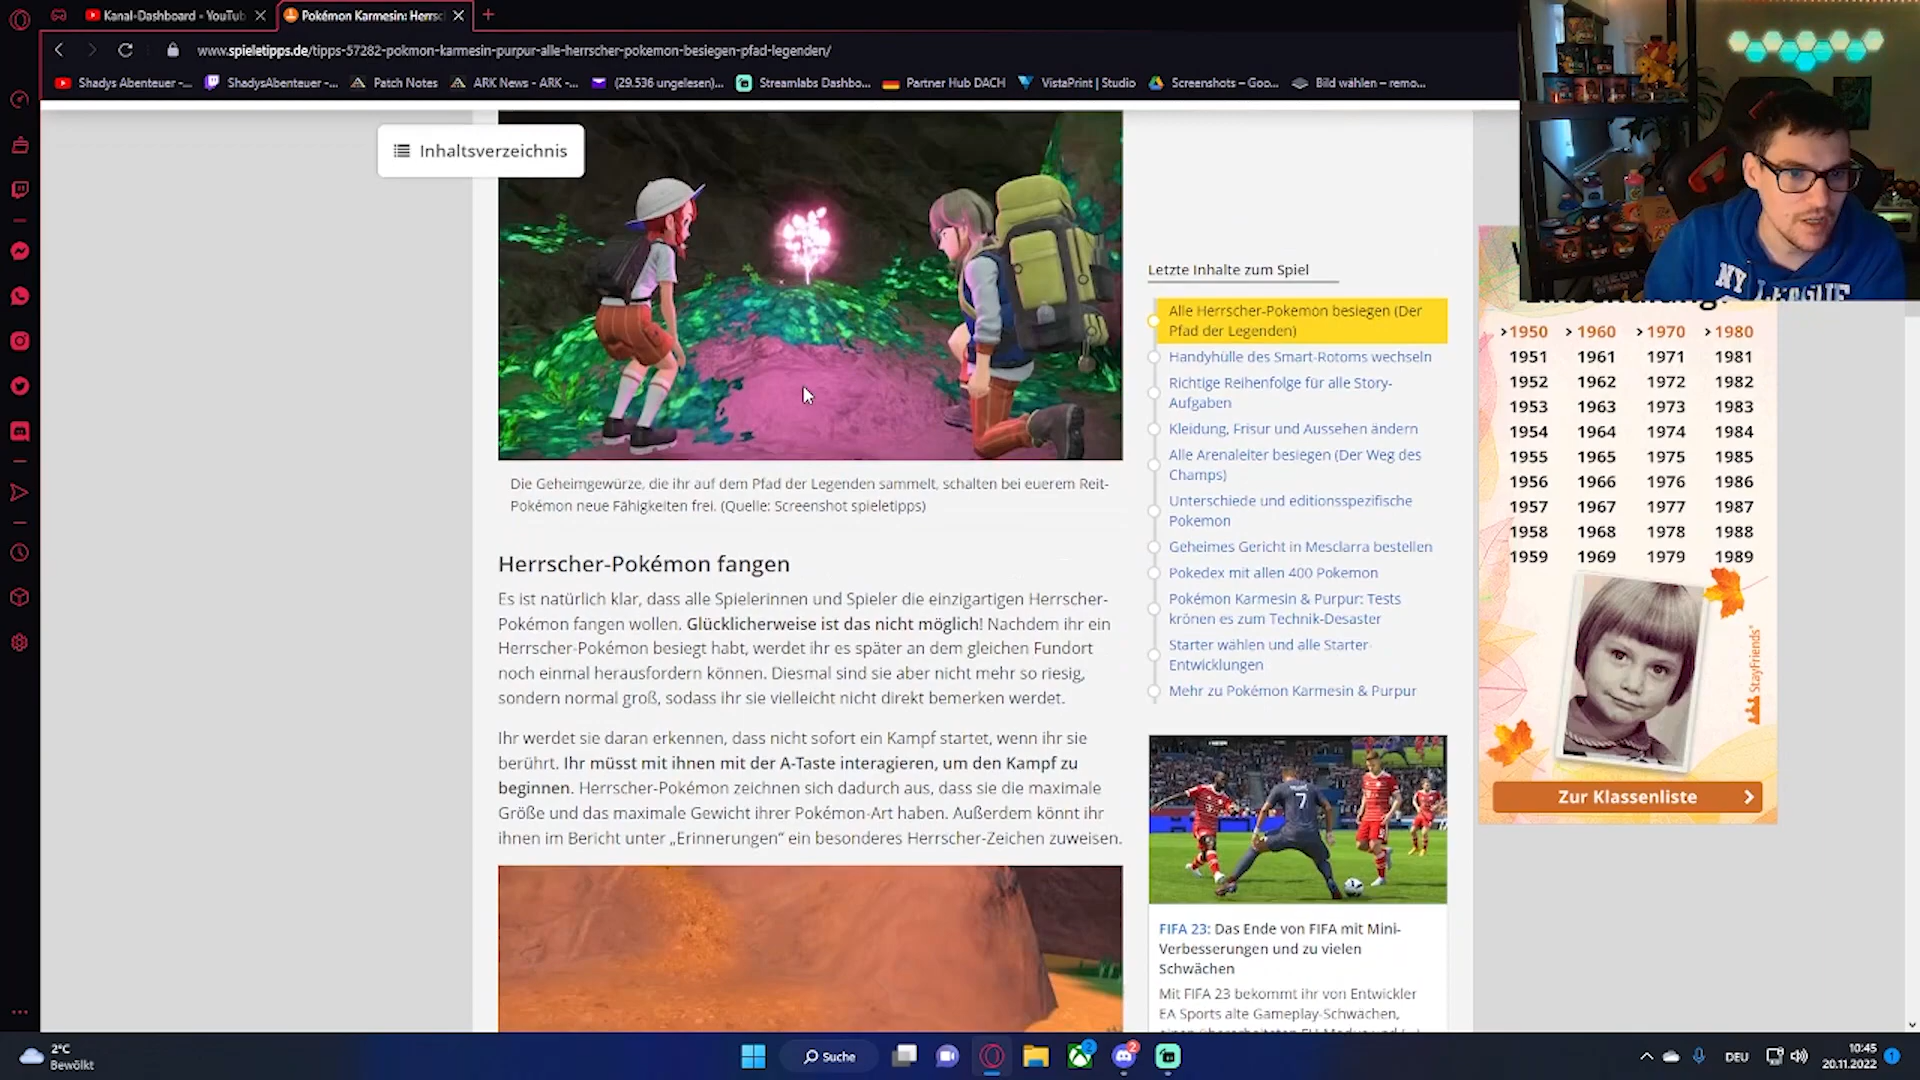 Kanal-Dashboard - YouTub
Pokémon Karmesin: Herrsc
www.spieletipps.de/tipps-57282-pokmon-karmesin-purpur-alle-herrscher-pokemon-besiegen-pfad-legenden/
Shadys Abenteuer -...
ShadysAbenteuer -...
Patch Notes
ARK News - ARK -...
(29.536 ungelesen)...
Streamlabs Dashbo...
Partner Hub DACH
VistaPrint | Studio
Screenshots – Goo...
Bild wählen – remo...
Inhaltsverzeichnis
NY LEAGUE
Die Geheimgewürze, die ihr auf dem Pfad der Legenden sammelt, schalten bei euerem Reit-
Pokémon neue Fähigkeiten frei. (Quelle: Screenshot spieletipps)
Herrscher-Pokémon fangen
Es ist natürlich klar, dass alle Spielerinnen und Spieler die einzigartigen Herrscher-
Pokémon fangen wollen. Glücklicherweise ist das nicht möglich! Nachdem ihr ein
Herrscher-Pokémon besiegt habt, werdet ihr es später an dem gleichen Fundort
noch einmal herausfordern können. Diesmal sind sie aber nicht mehr so riesig,
sondern normal groß, sodass ihr sie vielleicht nicht direkt bemerken werdet.
Ihr werdet sie daran erkennen, dass nicht sofort ein Kampf startet, wenn ihr sie
berührt. Ihr müsst mit ihnen mit der A-Taste interagieren, um den Kampf zu
beginnen. Herrscher-Pokémon zeichnen sich dadurch aus, dass sie die maximale
Größe und das maximale Gewicht ihrer Pokémon-Art haben. Außerdem könnt ihr
ihnen im Bericht unter „Erinnerungen“ ein besonderes Herrscher-Zeichen zuweisen.
Letzte Inhalte zum Spiel
Alle Herrscher-Pokemon besiegen (Der
Pfad der Legenden)
Handyhülle des Smart-Rotoms wechseln
Richtige Reihenfolge für alle Story-
Aufgaben
Kleidung, Frisur und Aussehen ändern
Alle Arenaleiter besiegen (Der Weg des
Champs)
Unterschiede und editionsspezifische
Pokemon
Geheimes Gericht in Mesclarra bestellen
Pokedex mit allen 400 Pokemon
Pokémon Karmesin & Purpur: Tests
krönen es zum Technik-Desaster
Starter wählen und alle Starter-
Entwicklungen
Mehr zu Pokémon Karmesin & Purpur
7
FIFA 23: Das Ende von FIFA mit Mini-
Verbesserungen und zu vielen
Schwächen
Mit FIFA 23 bekommt ihr von Entwickler
EA Sports alte Gameplay-Schwächen,
>1950 >1960 >1970 >1980
1951 1961 1971 1981
1952 1962 1972 1982
1953 1963 1973 1983
1954 1964 1974 1984
1955 1965 1975 1985
1956 1966 1976 1986
1957 1967 1977 1987
1958 1968 1978 1988
1959 1969 1979 1989
StayFriends
Zur Klassenliste
2°C
Bewölkt
Suche
2
2
DEU
10:45
20.11.2022
1